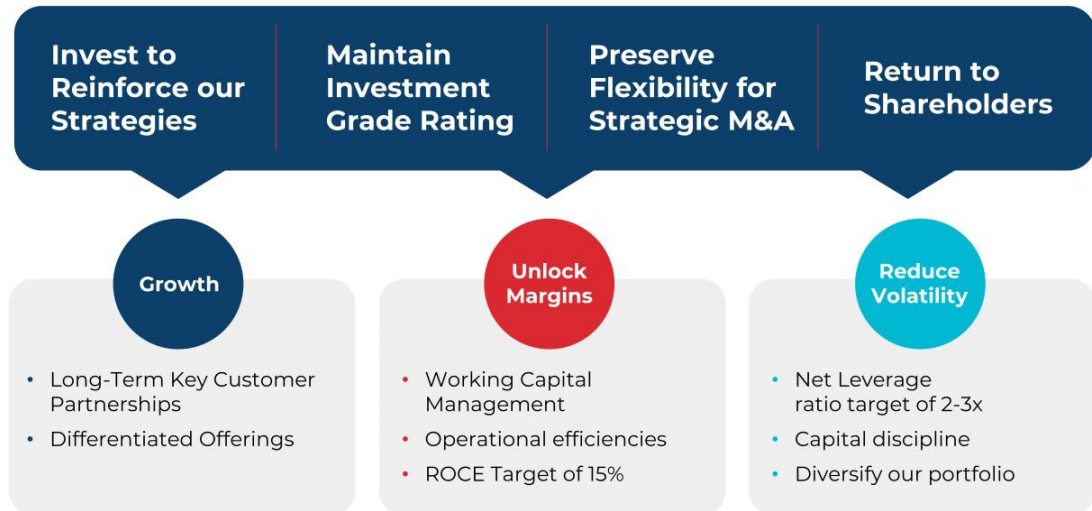 Invest to
Reinforce our
Strategies
Maintain
Investment
Grade Rating
Preserve
Flexibility for
Strategic M&A
Return to
Shareholders
Growth
• Long-Term Key Customer
Partnerships
• Differentiated Offerings
Unlock
Margins
• Working Capital
Management
• Operational efficiencies
• ROCE Target of 15%
Reduce
Volatility
• Net Leverage
ratio target of 2-3x
• Capital discipline
• Diversify our portfolio